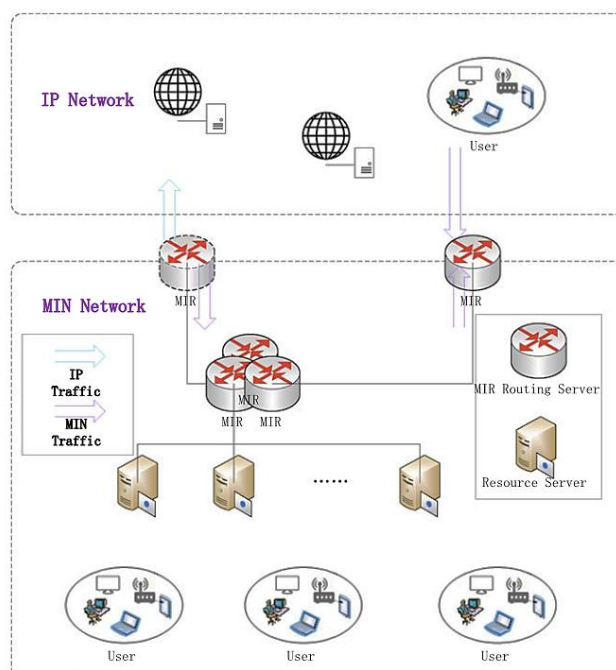 IP Network
User
MIR
MIR
MIN Network
IP
Traffic
MIN
Traffic
MIR
MIR
MIR
MIR Routing Server
Resource Server
......
User
User
User